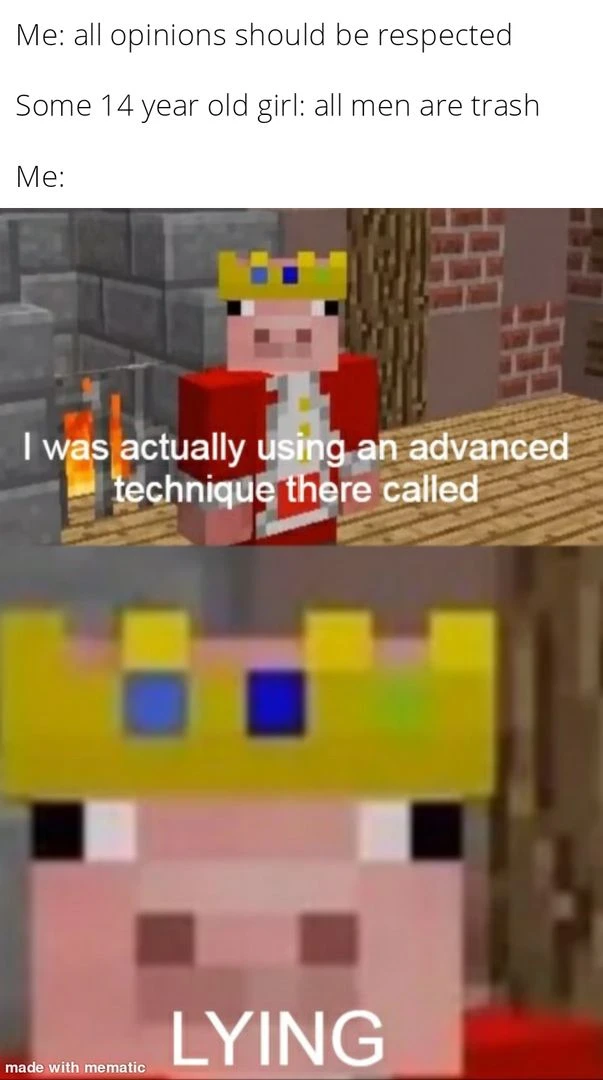 Me: all opinions should be respected
Some 14 year old girl: all men are trash
Me:
I was actually using an advanced
technique there called
LYING
made with mematic